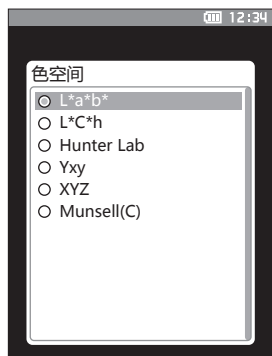 12:34
色空间
L*a*b*
L*C*h
Hunter Lab
Yxy
XYZ
Munsell(C)